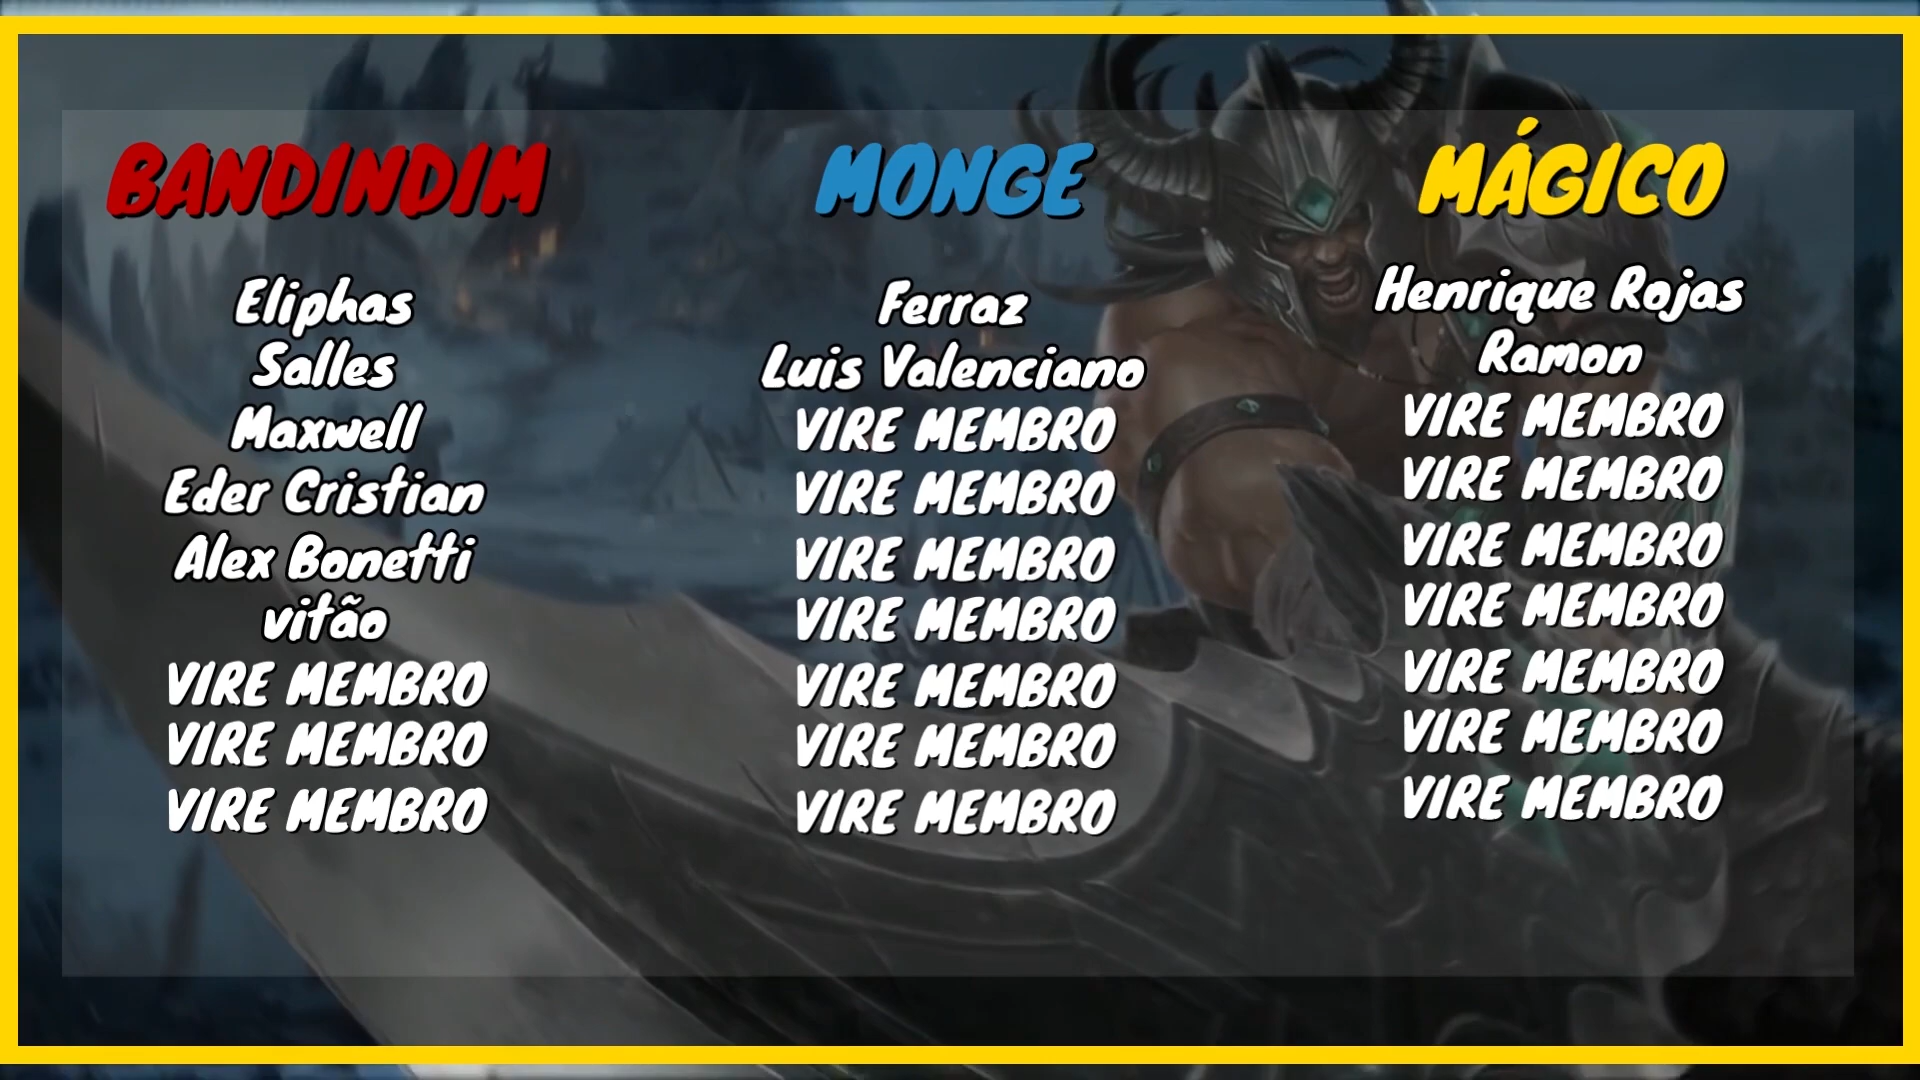 BANDINDIM
Eliphas
Salles
Maxwell
Eder Cristian
Alex Bonetti
vitão
VIRE MEMBRO
VIRE MEMBRO
VIRE MEMBRO
MONGE
Ferraz
Luis Valenciano
VIRE MEMBRO
VIRE MEMBRO
VIRE MEMBRO
VIRE MEMBRO
VIRE MEMBRO
VIRE MEMBRO
VIRE MEMBRO
MÁGICO
Henrique Rojas
Ramon
VIRE MEMBRO
VIRE MEMBRO
VIRE MEMBRO
VIRE MEMBRO
VIRE MEMBRO
VIRE MEMBRO
VIRE MEMBRO